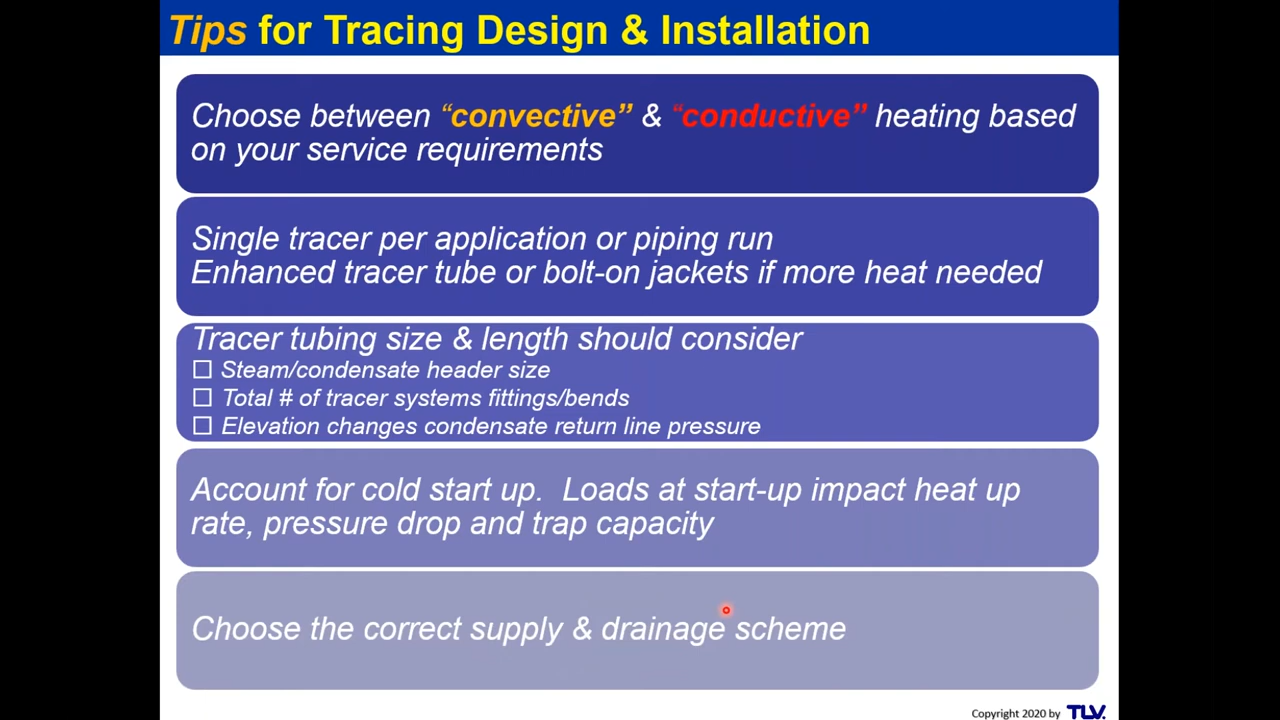 Tips for Tracing Design & Installation
Choose between “convective” & “conductive” heating based
on your service requirements
Single tracer per application or piping run
Enhanced tracer tube or bolt-on jackets if more heat needed
Tracer tubing size & length should consider
☐ Steam/condensate header size
☐ Total # of tracer systems fittings/bends
☐ Elevation changes condensate return line pressure
Account for cold start up.  Loads at start-up impact heat up
rate, pressure drop and trap capacity
Choose the correct supply & drainage scheme
Copyright 2020 by TLV.